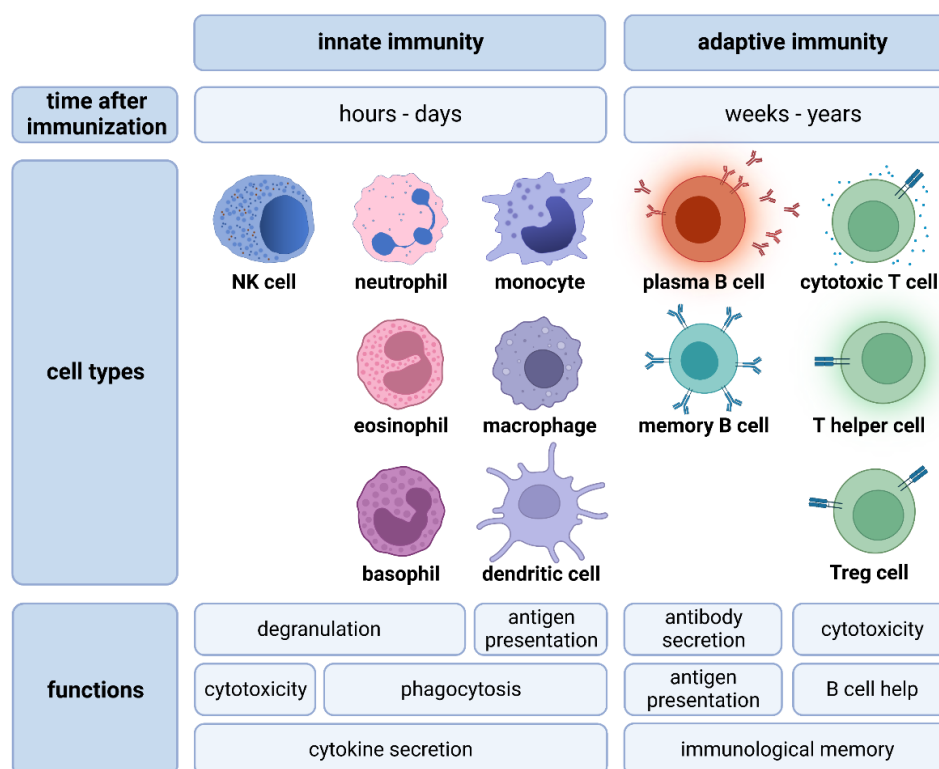 innate immunity
adaptive immunity
time after
immunization
hours - days
weeks - years
cell types
NK cell
neutrophil
monocyte
plasma B cell
cytotoxic T cell
eosinophil
macrophage
memory B cell
T helper cell
basophil
dendritic cell
Treg cell
functions
degranulation
antigen
presentation
antibody
secretion
cytotoxicity
cytotoxicity
phagocytosis
antigen
presentation
B cell help
cytokine secretion
immunological memory